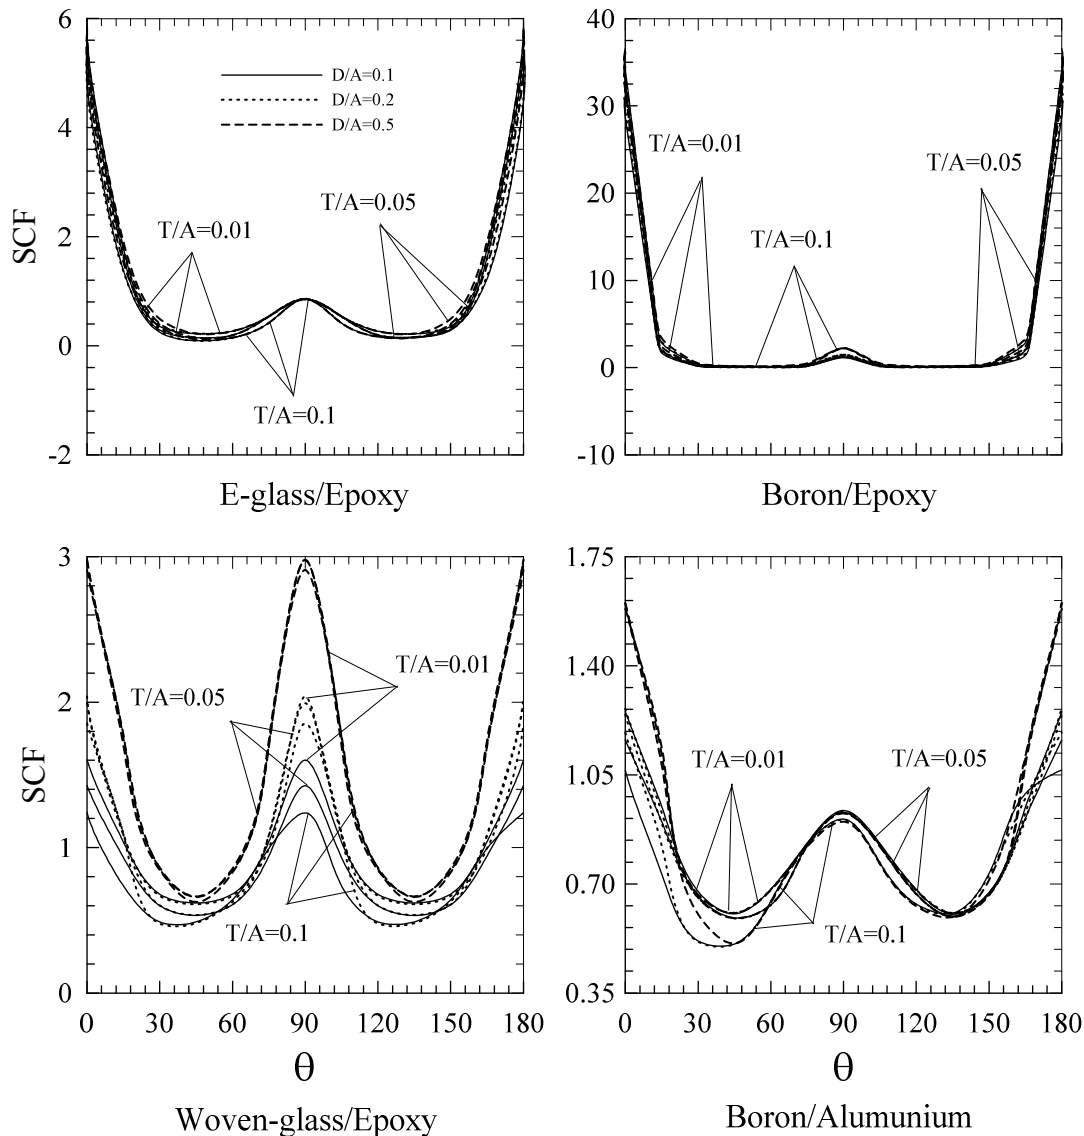 6
4
2
0
-2
SCF
D/A=0.1
D/A=0.2
D/A=0.5
T/A=0.01
T/A=0.05
T/A=0.1
E-glass/Epoxy
40
30
20
10
0
-10
T/A=0.01
T/A=0.05
T/A=0.1
Boron/Epoxy
3
2
1
0
SCF
T/A=0.01
T/A=0.05
T/A=0.1
0 30 60 90 120 150 180
θ
Woven-glass/Epoxy
1.75
1.40
1.05
0.70
0.35
T/A=0.01
T/A=0.05
T/A=0.1
0 30 60 90 120 150 180
θ
Boron/Alumunium